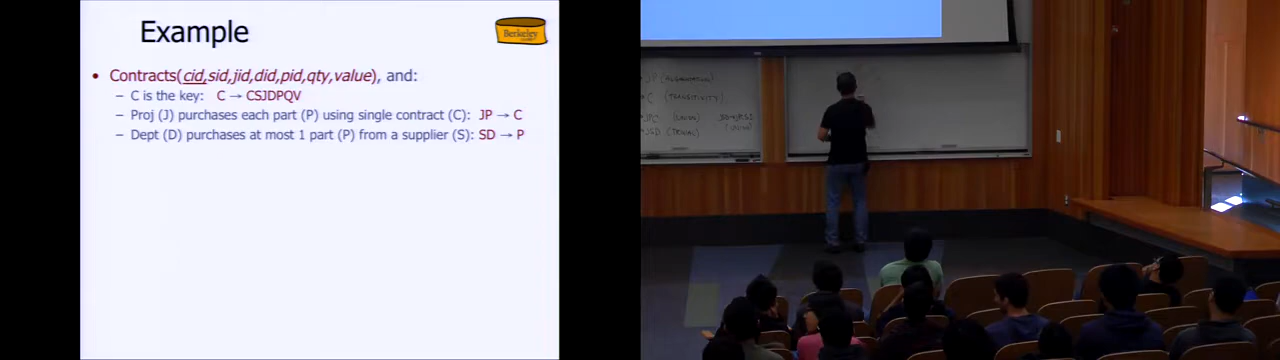 Example
Berkeley
• Contracts(cid,sid,jid,did,pid,qty,value), and:
– C is the key: C → CSJDPQV
– Proj (J) purchases each part (P) using single contract (C): JP → C
– Dept (D) purchases at most 1 part (P) from a supplier (S): SD → P
(TRANSITIVITY)